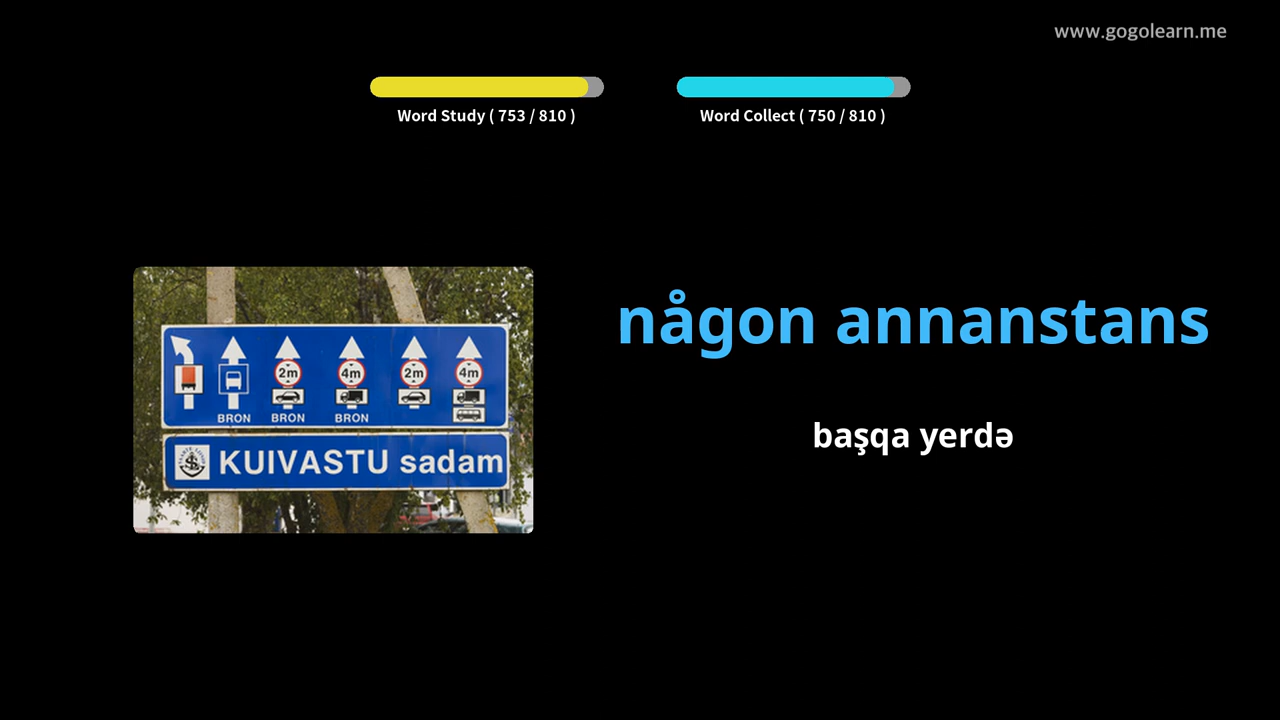 www.gogolearn.me
Word Study ( 753 / 810 )
Word Collect ( 750 / 810 )
någon annanstans
başqa yerdə
2m
4m
2m
4m
BRON
BRON
BRON
KUIVASTU sadam